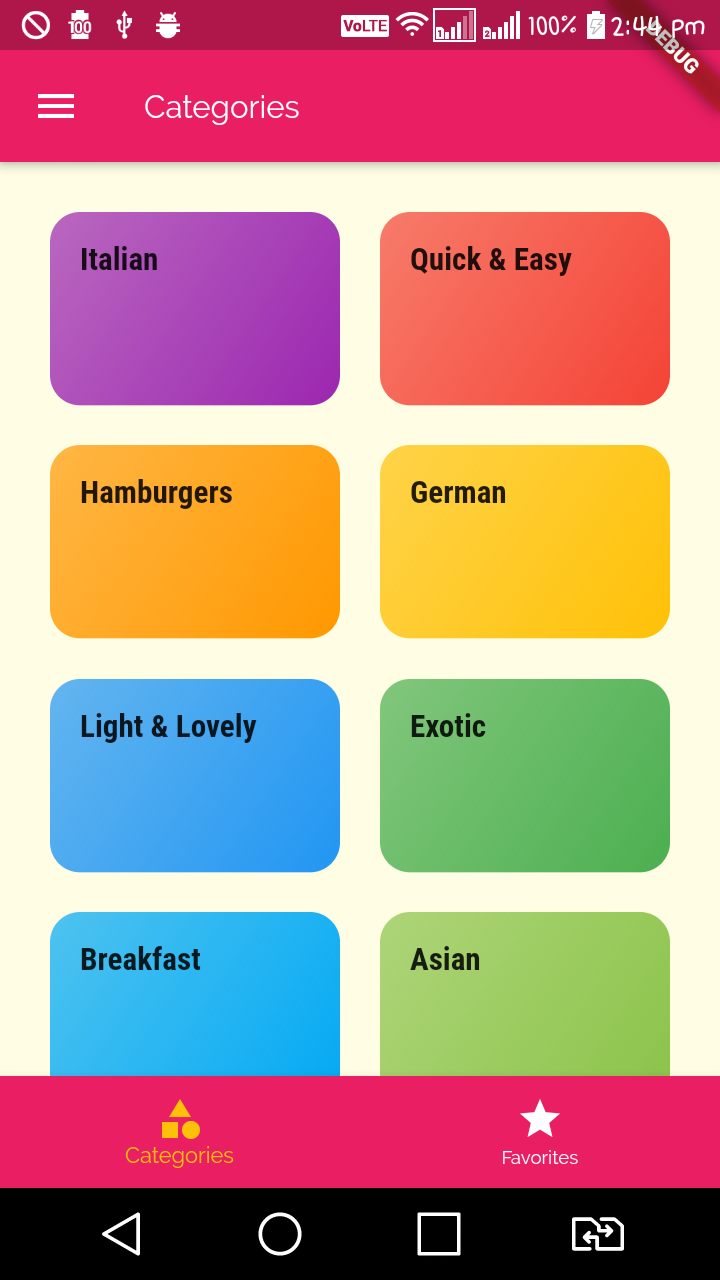 100 VoLTE 1 2 100% 2:44 pm
DEBUG
Categories
Italian
Quick & Easy
Hamburgers
German
Light & Lovely
Exotic
Breakfast
Asian
Categories
Favorites